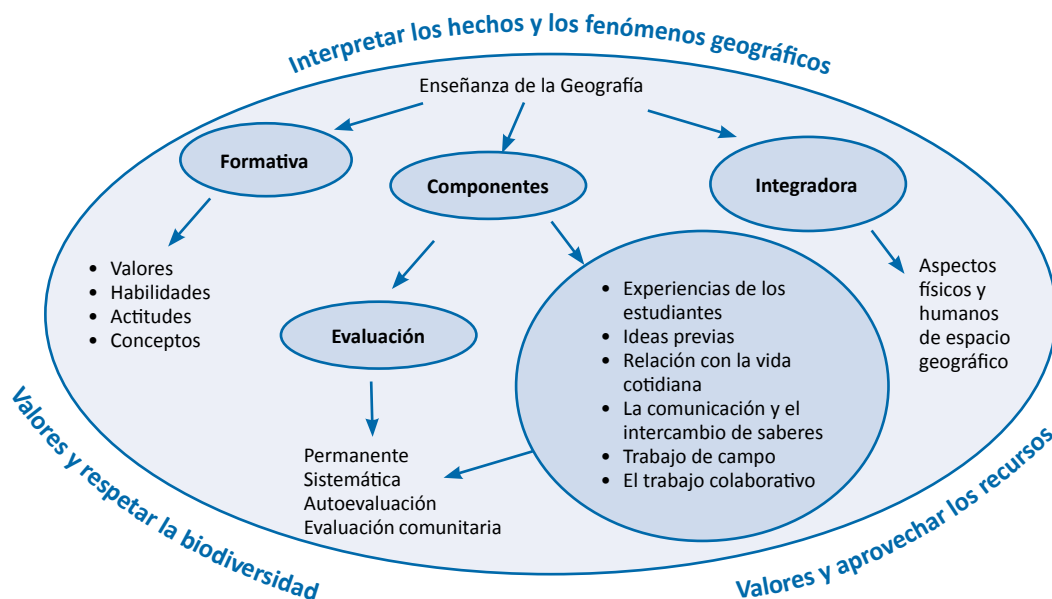 Interpretar los hechos y los fenómenos geográficos
Enseñanza de la Geografía
Formativa
Componentes
Integradora
• Valores
• Habilidades
• Actitudes
• Conceptos
Evaluación
• Experiencias de los
estudiantes
• Ideas previas
• Relación con la vida
cotidiana
• La comunicación y el
intercambio de saberes
• Trabajo de campo
• El trabajo colaborativo
Aspectos
físicos y
humanos
de espacio
geográfico
Permanente
Sistemática
Autoevaluación
Evaluación comunitaria
Valores y respetar la biodiversidad
Valores y aprovechar los recursos